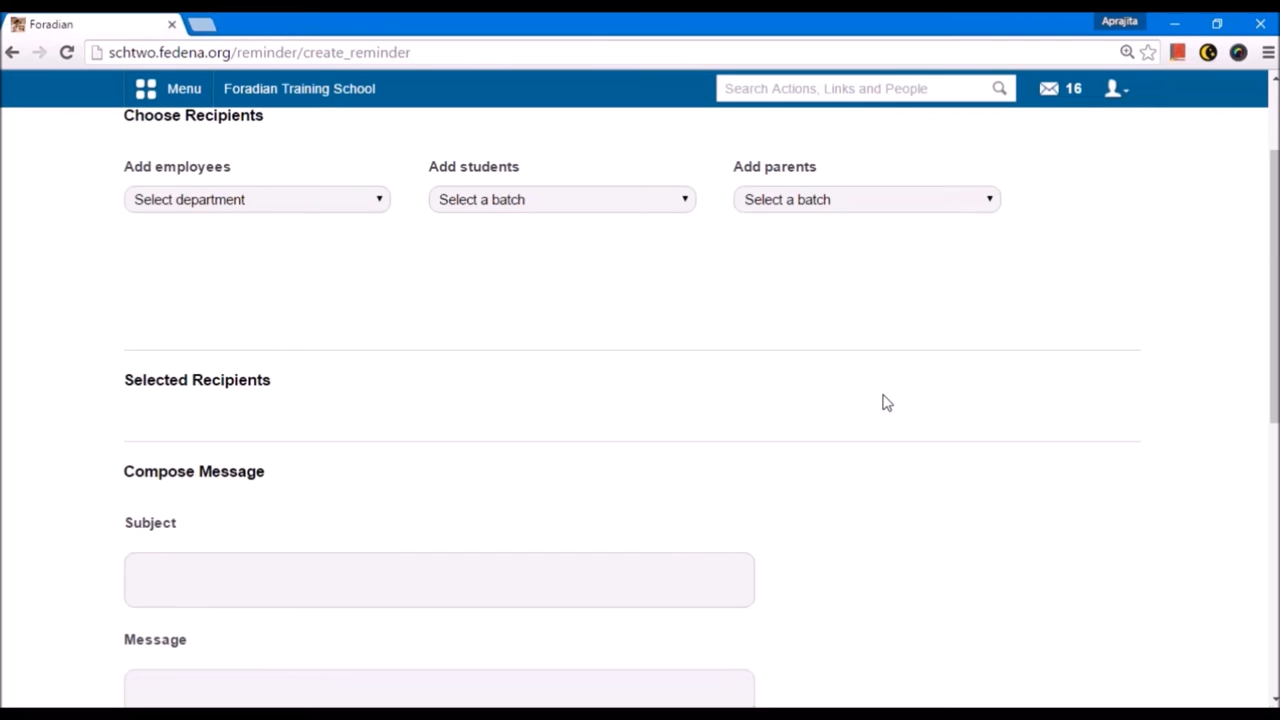 Foradian
Aprajita
schtwo.fedena.org/reminder/create_reminder
Menu
Foradian Training School
Search Actions, Links and People
16
Choose Recipients
Add employees
Add students
Add parents
Select department
Select a batch
Select a batch
Selected Recipients
Compose Message
Subject
Message